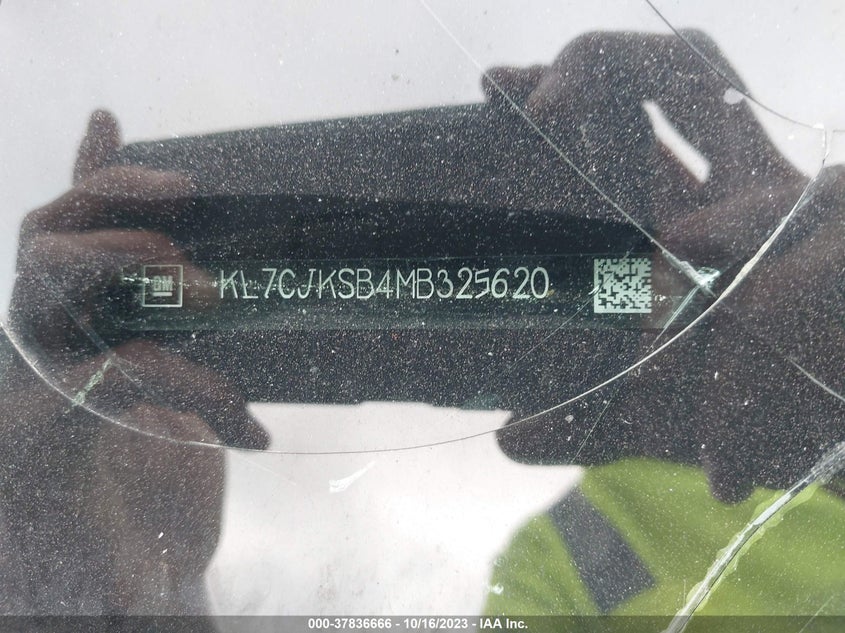 GM KL7CJKSB4MB325620
000-37836666 - 10/16/2023 - IAA Inc.